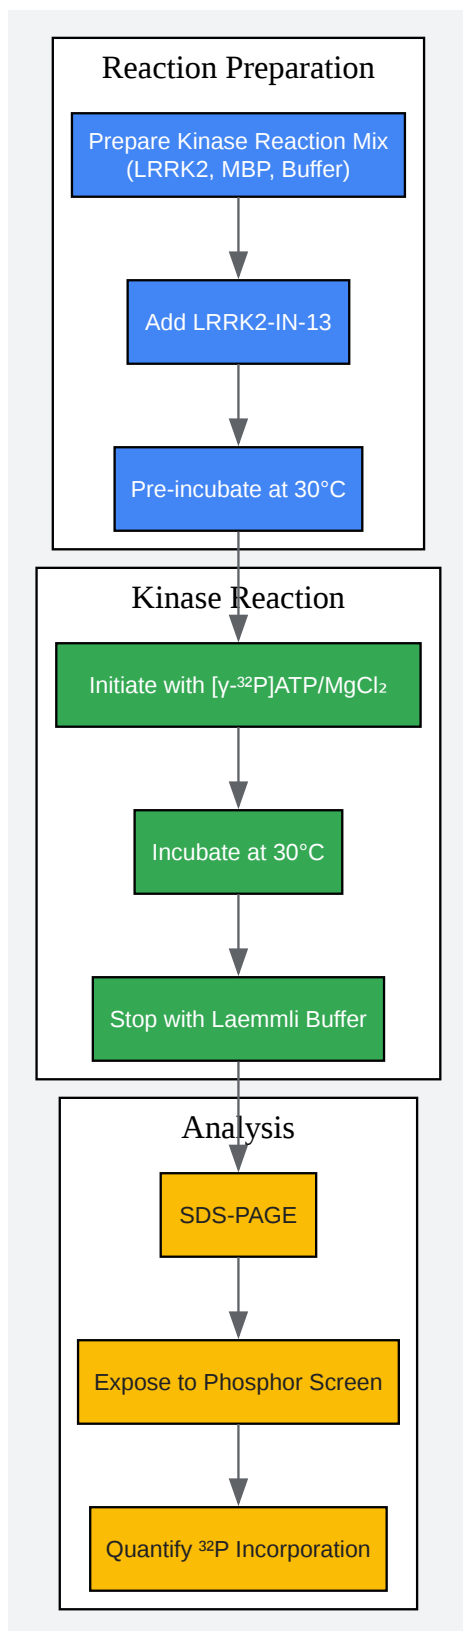 Reaction Preparation
Prepare Kinase Reaction Mix
(LRRK2, MBP, Buffer)
Add LRRK2-IN-13
Pre-incubate at 30°C
Kinase Reaction
Initiate with [γ-³²P]ATP/MgCl₂
Incubate at 30°C
Stop with Laemmli Buffer
Analysis
SDS-PAGE
Expose to Phosphor Screen
Quantify ³²P Incorporation